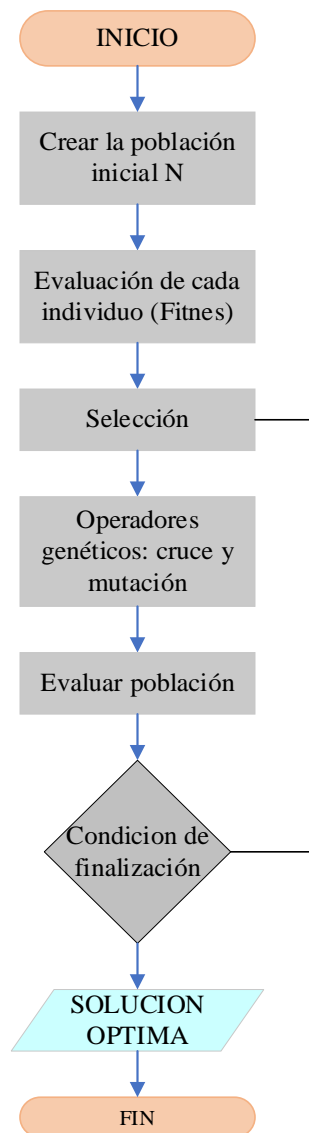 INICIO
Crear la población
inicial N
Evaluación de cada
individuo (Fitnes)
Selección
Operadores
genéticos: cruce y
mutación
Evaluar población
Condicion de
finalización
SOLUCION
OPTIMA
FIN